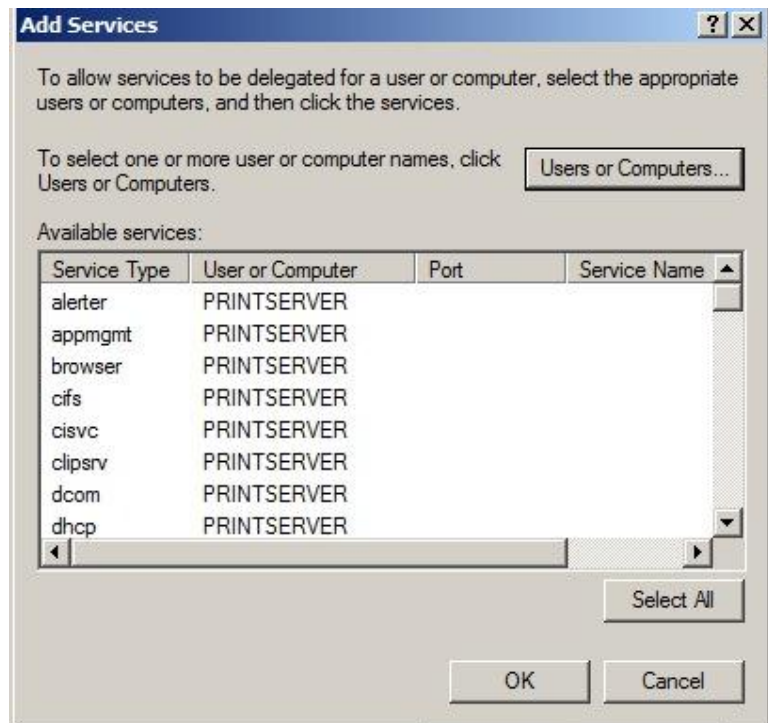 Add Services
To allow services to be delegated for a user or computer, select the appropriate
users or computers, and then click the services.
To select one or more user or computer names, click
Users or Computers.
Users or Computers...
Available services:
Service Type User or Computer Port Service Name
alerter PRINTSERVER
appmgmt PRINTSERVER
browser PRINTSERVER
cifs PRINTSERVER
cisvc PRINTSERVER
clipsrv PRINTSERVER
dcom PRINTSERVER
dhcp PRINTSERVER
Select All
OK Cancel